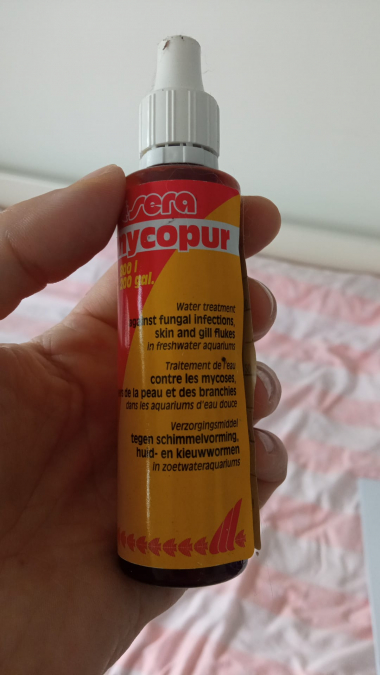 sera
mycopur
gal.
Water treatment
against fungal infections,
skin and gill flukes
in freshwater aquariums
Traitement de l'eau
contre les mycoses,
de la peau et des branchies
dans les aquariums d'eau douce
Verzorgingsmiddel
tegen schimmelvorming,
huid- en kieuwwormen
in zoetwateraquariums